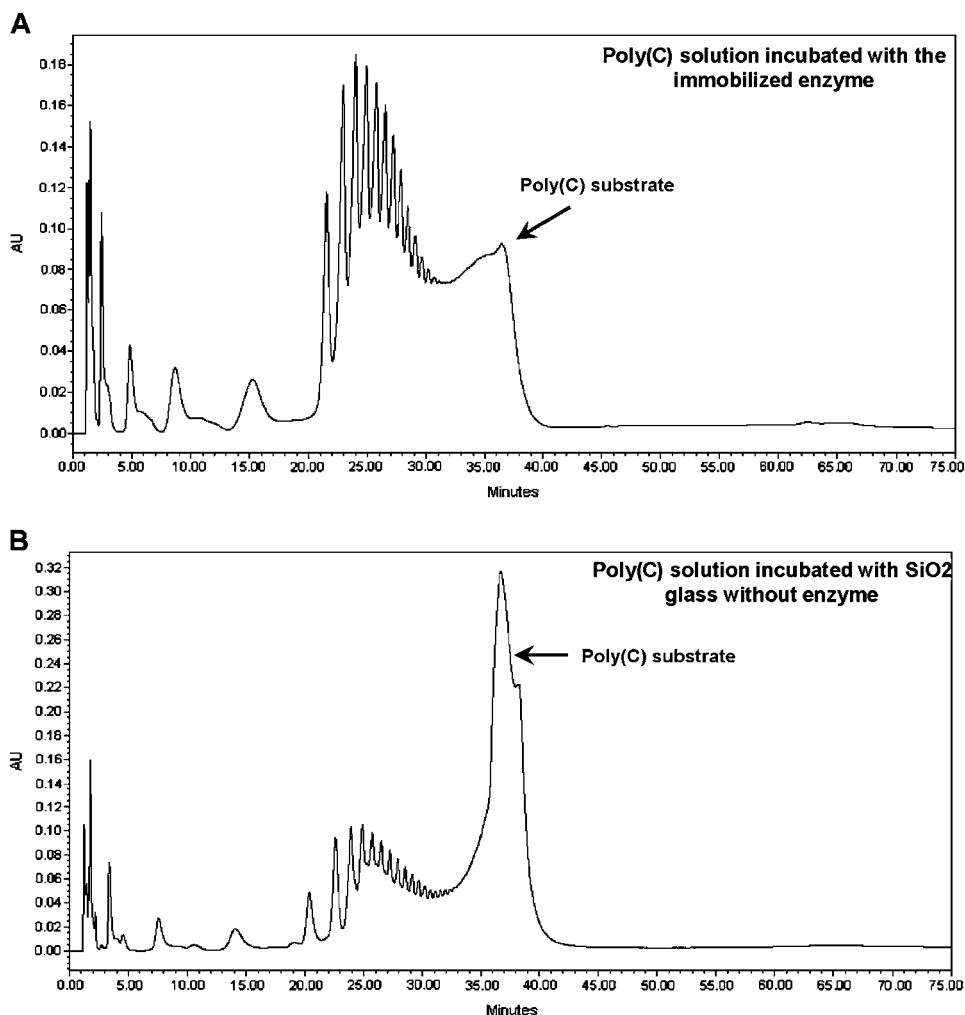 A
Poly(C) solution incubated with the
immobilized enzyme
Poly(C) substrate
AU
0.18
0.16
0.14
0.12
0.10
0.08
0.06
0.04
0.02
0.00
0.00 5.00 10.00 15.00 20.00 25.00 30.00 35.00 40.00 45.00 50.00 55.00 60.00 65.00 70.00 75.00
Minutes
B
Poly(C) solution incubated with SiO2
glass without enzyme
Poly(C) substrate
AU
0.32
0.30
0.28
0.26
0.24
0.22
0.20
0.18
0.16
0.14
0.12
0.10
0.08
0.06
0.04
0.02
0.00
0.00 5.00 10.00 15.00 20.00 25.00 30.00 35.00 40.00 45.00 50.00 55.00 60.00 65.00 70.00 75.00
Minutes